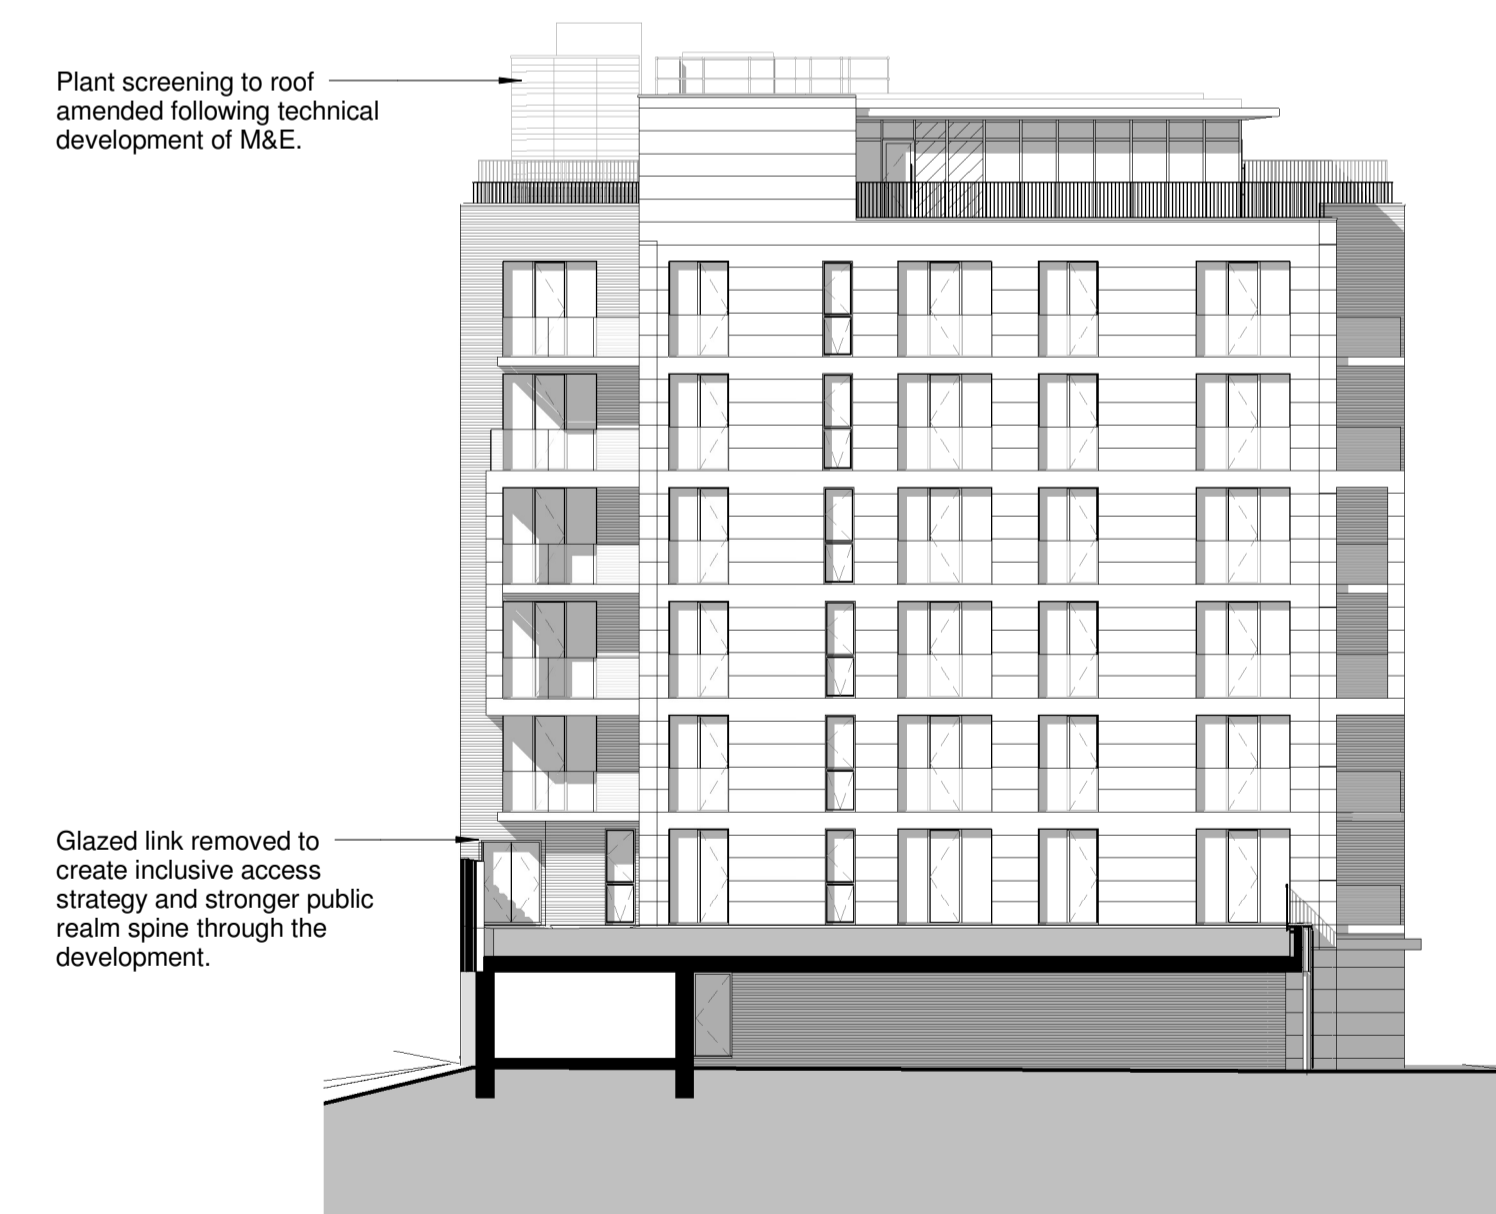 Plant screening to roof
amended following technical
development of M&E.
Glazed link removed to
create inclusive access
strategy and stronger public
realm spine through the
development.